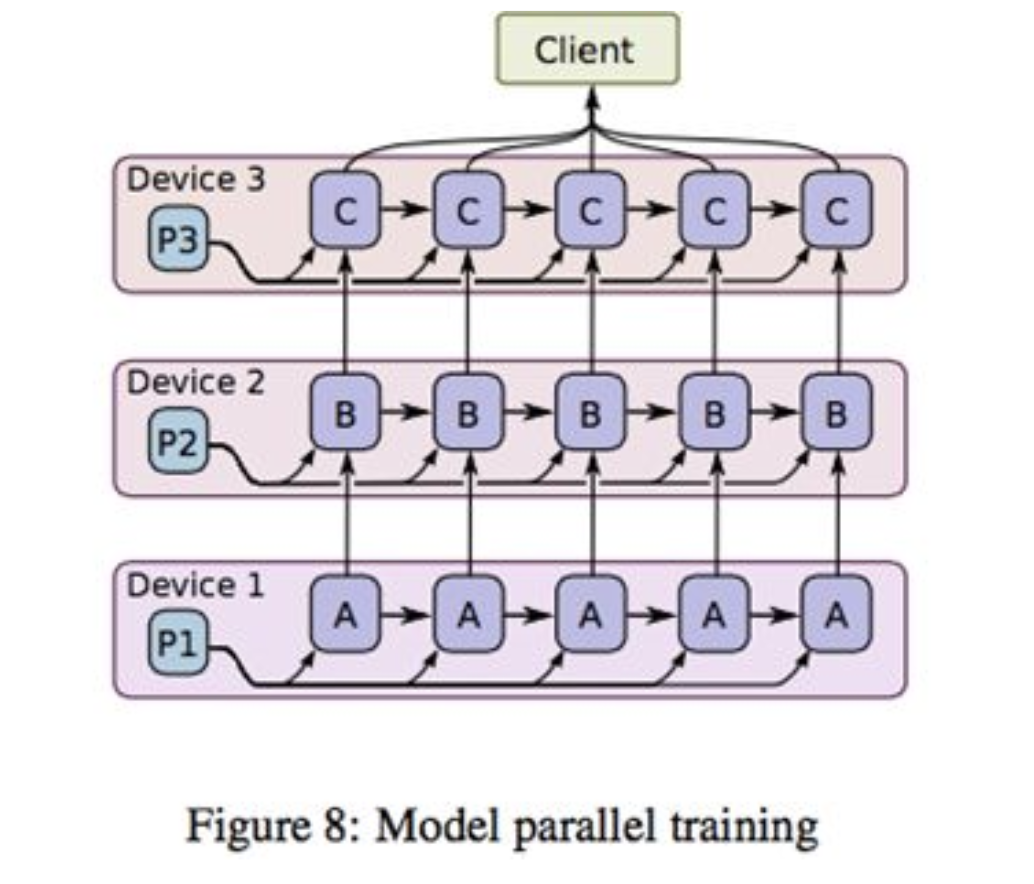 Client
Device 3
P3
C C C C C
Device 2
P2
B B B B B
Device 1
P1
A A A A A
Figure 8: Model parallel training